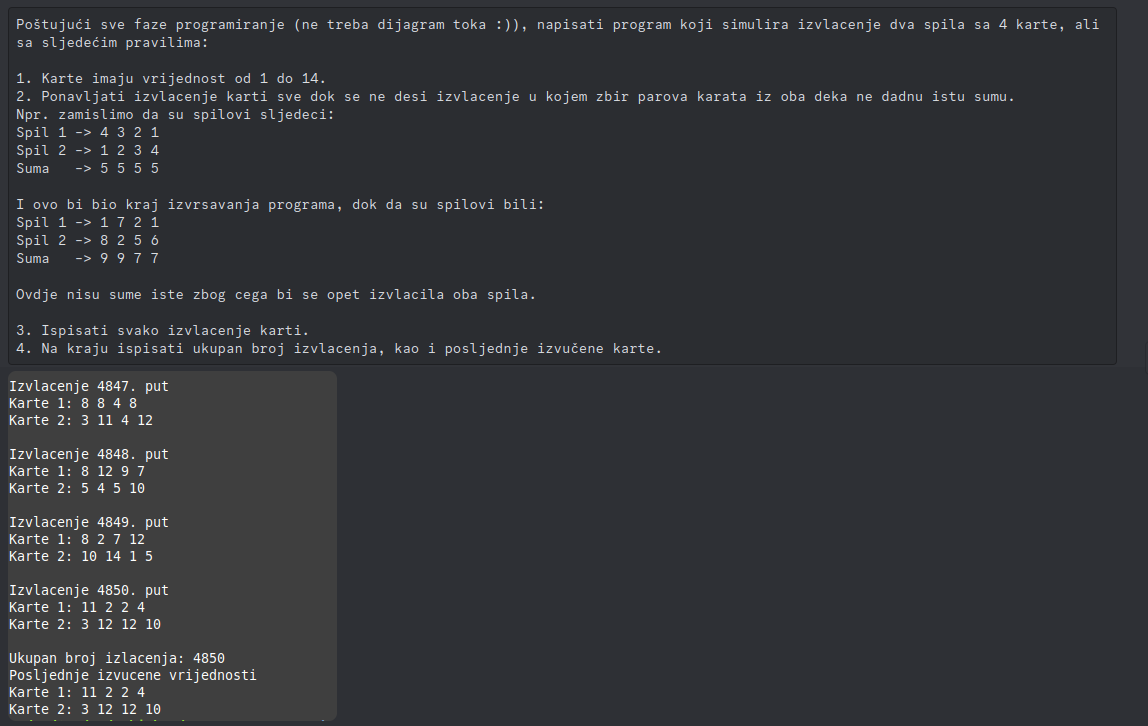 Poštujući sve faze programiranje (ne treba dijagram toka :)), napisati program koji simulira izvlacenje dva spila sa 4 karte, ali
sa sljedećim pravilima:
1. Karte imaju vrijednost od 1 do 14.
2. Ponavljati izvlacenje karti sve dok se ne desi izvlacenje u kojem zbir parova karata iz oba deka ne dadnu istu sumu.
Npr. zamislimo da su spilovi sljedeci:
Spil 1 -> 4 3 2 1
Spil 2 -> 1 2 3 4
Suma   -> 5 5 5 5
I ovo bi bio kraj izvrsavanja programa, dok da su spilovi bili:
Spil 1 -> 1 7 2 1
Spil 2 -> 8 2 5 6
Suma   -> 9 9 7 7
Ovdje nisu sume iste zbog cega bi se opet izvlacila oba spila.
3. Ispisati svako izvlacenje karti.
4. Na kraju ispisati ukupan broj izvlacenja, kao i posljednje izvučene karte.
Izvlacenje 4847. put
Karte 1: 8 8 4 8
Karte 2: 3 11 4 12
Izvlacenje 4848. put
Karte 1: 8 12 9 7
Karte 2: 5 4 5 10
Izvlacenje 4849. put
Karte 1: 8 2 7 12
Karte 2: 10 14 1 5
Izvlacenje 4850. put
Karte 1: 11 2 2 4
Karte 2: 3 12 12 10
Ukupan broj izlacenja: 4850
Posljednje izvucene vrijednosti
Karte 1: 11 2 2 4
Karte 2: 3 12 12 10